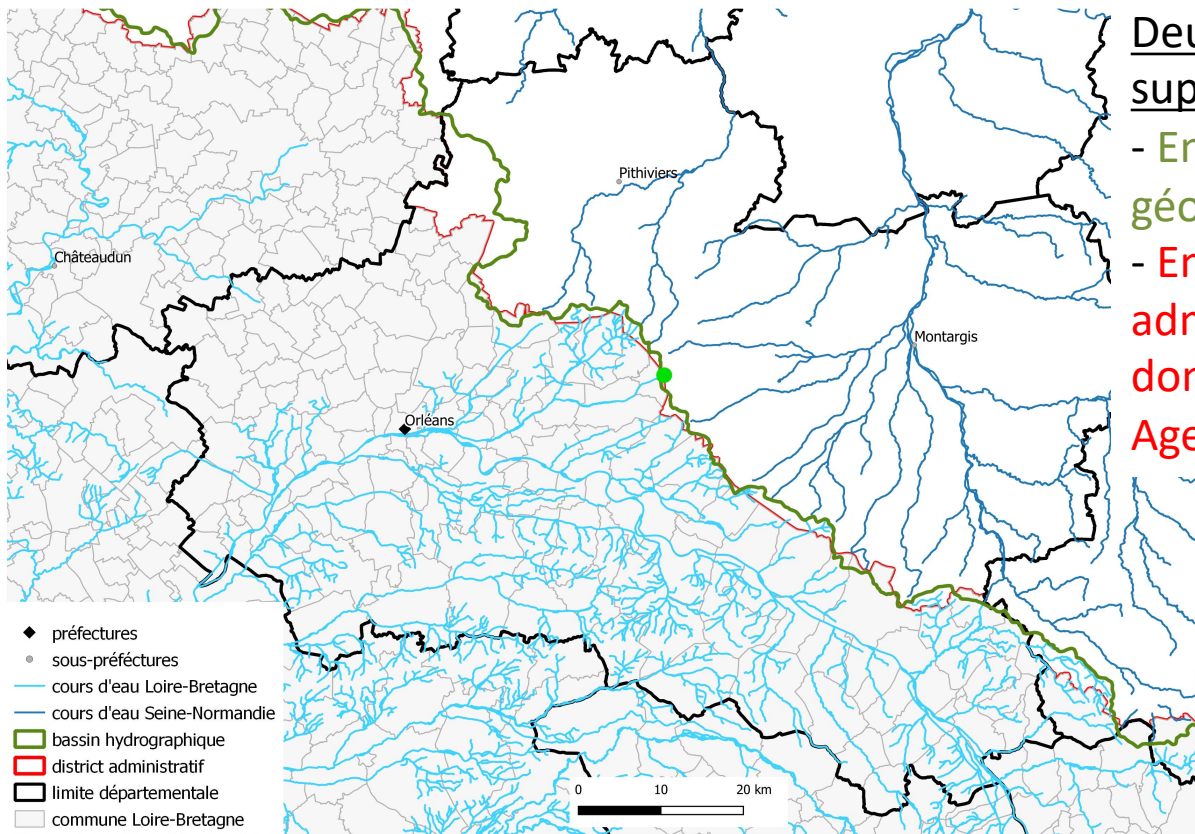 Deu
sup
- En
géo
- En
adm
don
Age
Pithiviers
Châteaudun
Montargis
Orléans
préfectures
sous-préféctures
cours d'eau Loire-Bretagne
cours d'eau Seine-Normandie
bassin hydrographique
district administratif
limite départementale
commune Loire-Bretagne
0 10 20 km